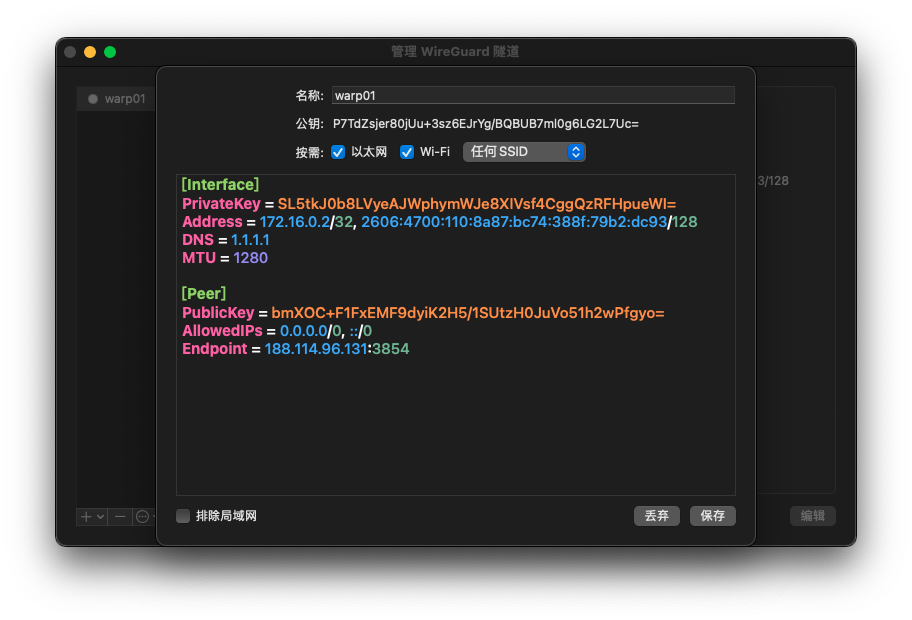 管理 WireGuard 隧道
warp01
名称: warp01
公钥: P7TdZsjer80jUu+3sz6EJrYg/BQBUB7ml0g6LG2L7Uc=
按需: 以太网 Wi-Fi 任何 SSID
3/128
[Interface]
PrivateKey = SL5tkJ0b8LVyeAJWphymWJe8XIVsf4CggQzRFHpueWI=
Address = 172.16.0.2/32, 2606:4700:110:8a87:bc74:388f:79b2:dc93/128
DNS = 1.1.1.1
MTU = 1280
[Peer]
PublicKey = bmXOC+F1FxEMF9dyiK2H5/1SUtzH0JuVo51h2wPfgyo=
AllowedIPs = 0.0.0.0/0, ::/0
Endpoint = 188.114.96.131:3854
排除局域网
丢弃 保存
编辑